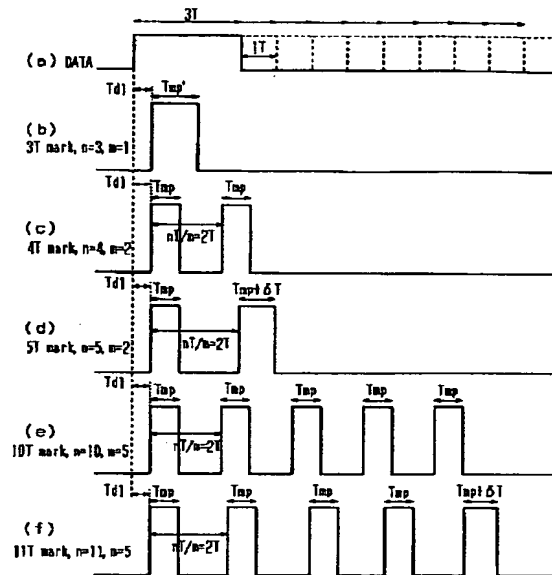 3T
1T
(a) DATA
Td1
Tmp'
(b)
3T mark, n=3, m=1
Td1
Tmp
Tmp
(c)
nT/m=2T
4T mark, n=4, m=2
Td1
Tmp
Tmp+δT
(d)
nT/m=2T
5T mark, n=5, m=2
Td1
Tmp
Tmp
Tmp
Tmp
Tmp
(e)
nT/m=2T
10T mark, n=10, m=5
Td1
Tmp
Tmp
Tmp
Tmp
Tmp+δT
(f)
nT/m=2T
11T mark, n=11, m=5